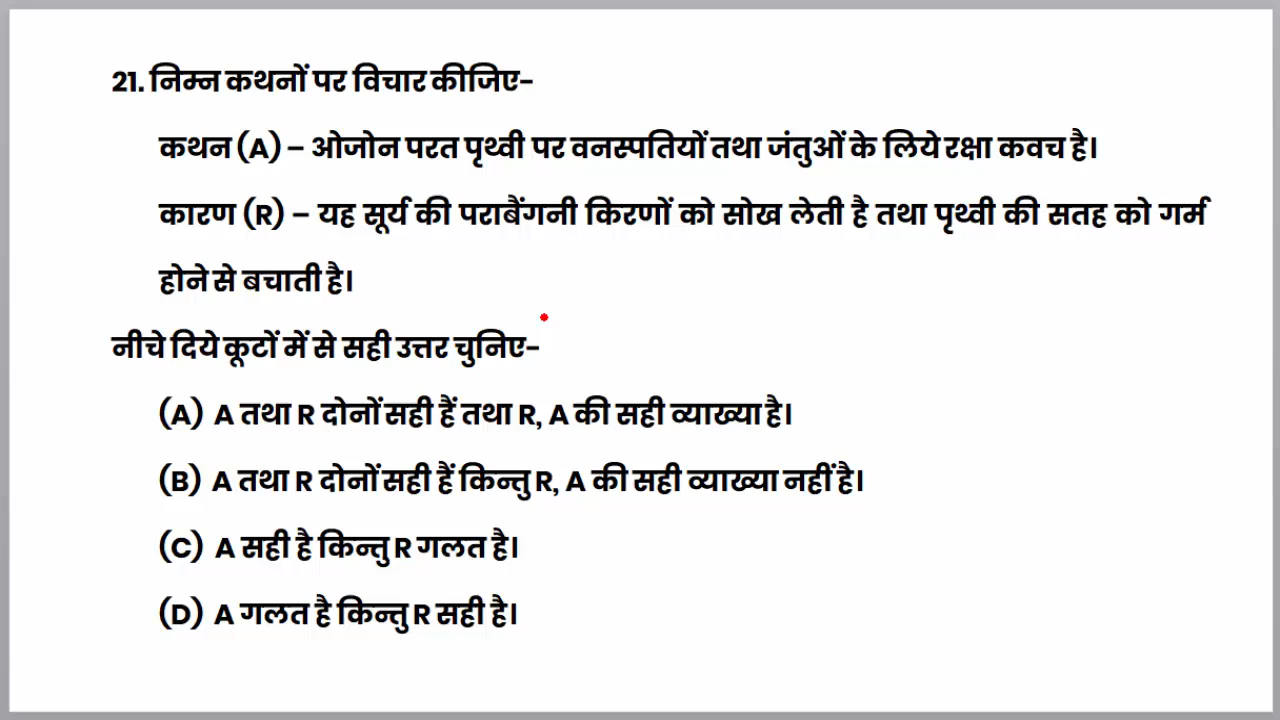 21. निम्न कथनों पर विचार कीजिए-
कथन (A) – ओजोन परत पृथ्वी पर वनस्पतियों तथा जंतुओं के लिये रक्षा कवच है।
कारण (R) – यह सूर्य की पराबैंगनी किरणों को सोख लेती है तथा पृथ्वी की सतह को गर्म
होने से बचाती है।
नीचे दिये कूटों में से सही उत्तर चुनिए-
(A) A तथा R दोनों सही हैं तथा R, A की सही व्याख्या है।
(B) A तथा R दोनों सही हैं किन्तु R, A की सही व्याख्या नहीं है।
(C) A सही है किन्तु R गलत है।
(D) A गलत है किन्तु R सही है।